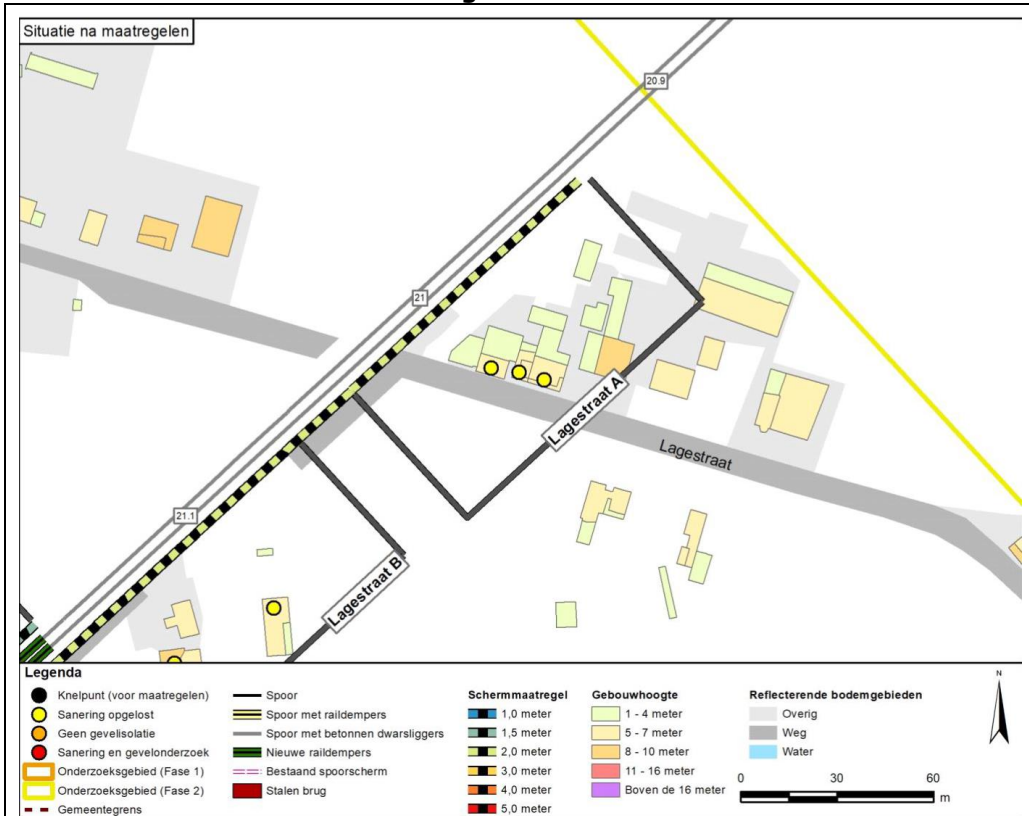 Situatie na maatregelen
20.9
21
21.1
Lagestraat A
Lagestraat
Lagestraat B
Legenda
Knelpunt (voor maatregelen)
Sanering opgelost
Geen gevelisolatie
Sanering en gevelonderzoek
Onderzoeksgebied (Fase 1)
Onderzoeksgebied (Fase 2)
Gemeentegrens
Spoor
Spoor met raildempers
Spoor met betonnen dwarsliggers
Nieuwe raildempers
Bestaand spoorscherm
Stalen brug
Schermmaatregel
1,0 meter
1,5 meter
2,0 meter
3,0 meter
4,0 meter
5,0 meter
Gebouwhoogte
1 - 4 meter
5 - 7 meter
8 - 10 meter
11 - 16 meter
Boven de 16 meter
Reflecterende bodemgebieden
Overig
Weg
Water
N
0 30 60
m